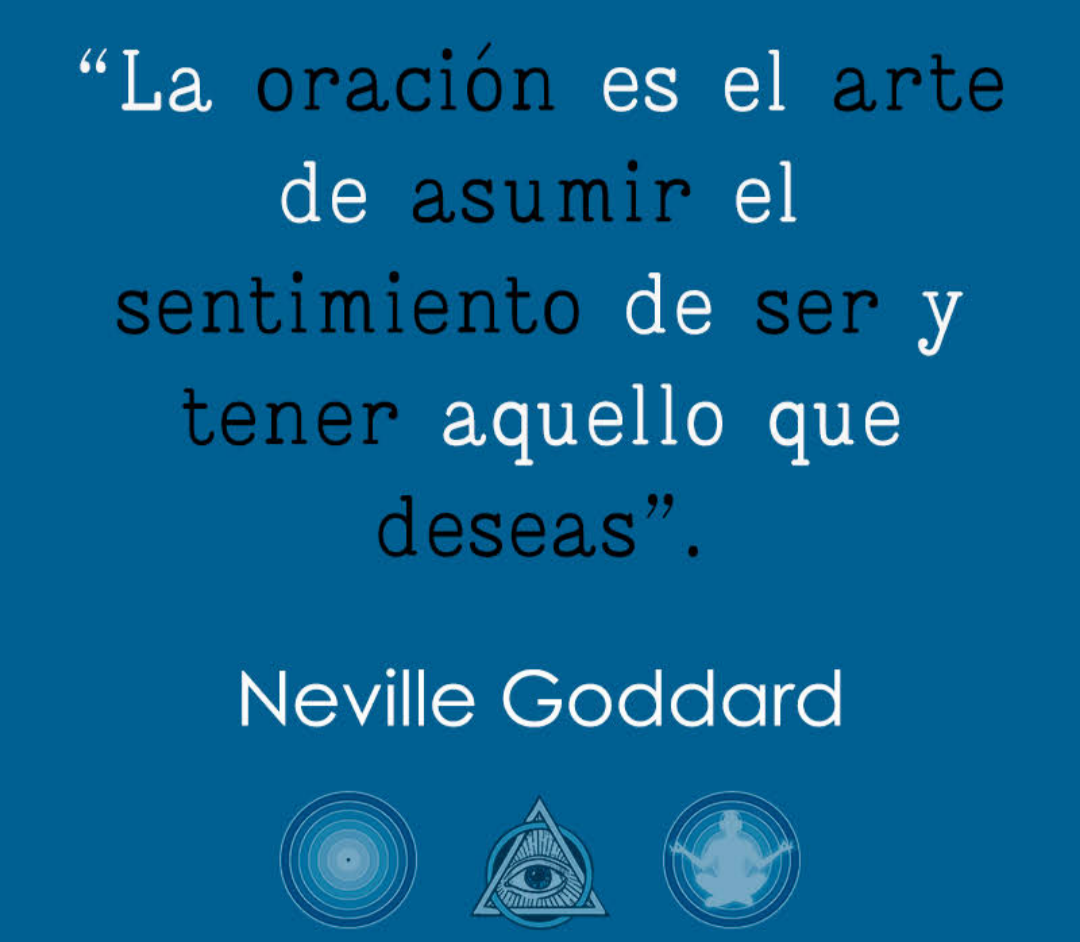 “La oración es el arte
de asumir el
sentimiento de ser y
tener aquello que
deseas”.
Neville Goddard